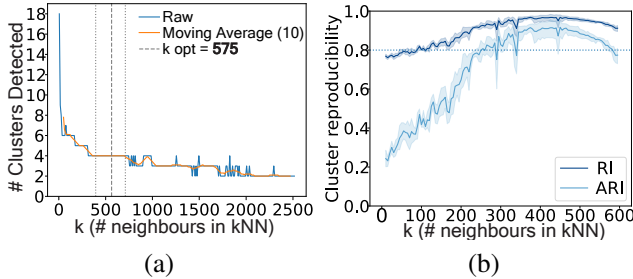 18
16
14
12
10
8
6
4
2
# Clusters Detected
Raw
Moving Average (10)
k opt = 575
0 500 1000 1500 2000 2500
k (# neighbours in kNN)
(a)
1.0
0.8
0.6
0.4
0.2
0.0
Cluster reproducibility
RI
ARI
0 100 200 300 400 500 600
k (# neighbours in kNN)
(b)